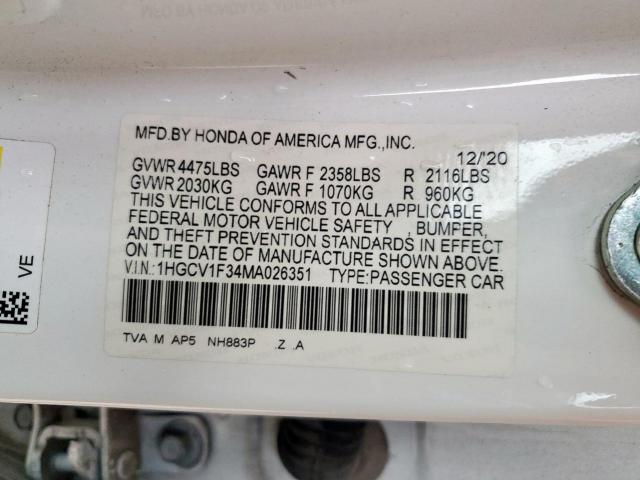 MFD.BY HONDA OF AMERICA MFG.,INC.
12/'20
GVWR 4475LBS GAWR F 2358LBS R 2116LBS
GVWR 2030KG GAWR F 1070KG R 960KG
THIS VEHICLE CONFORMS TO ALL APPLICABLE
FEDERAL MOTOR VEHICLE SAFETY , BUMPER,
AND THEFT PREVENTION STANDARDS IN EFFECT
ON THE DATE OF MANUFACTURE SHOWN ABOVE.
V.I.N.: 1HGCV1F34MA026351 TYPE:PASSENGER CAR
TVA M AP5 NH883P .Z .A
VE